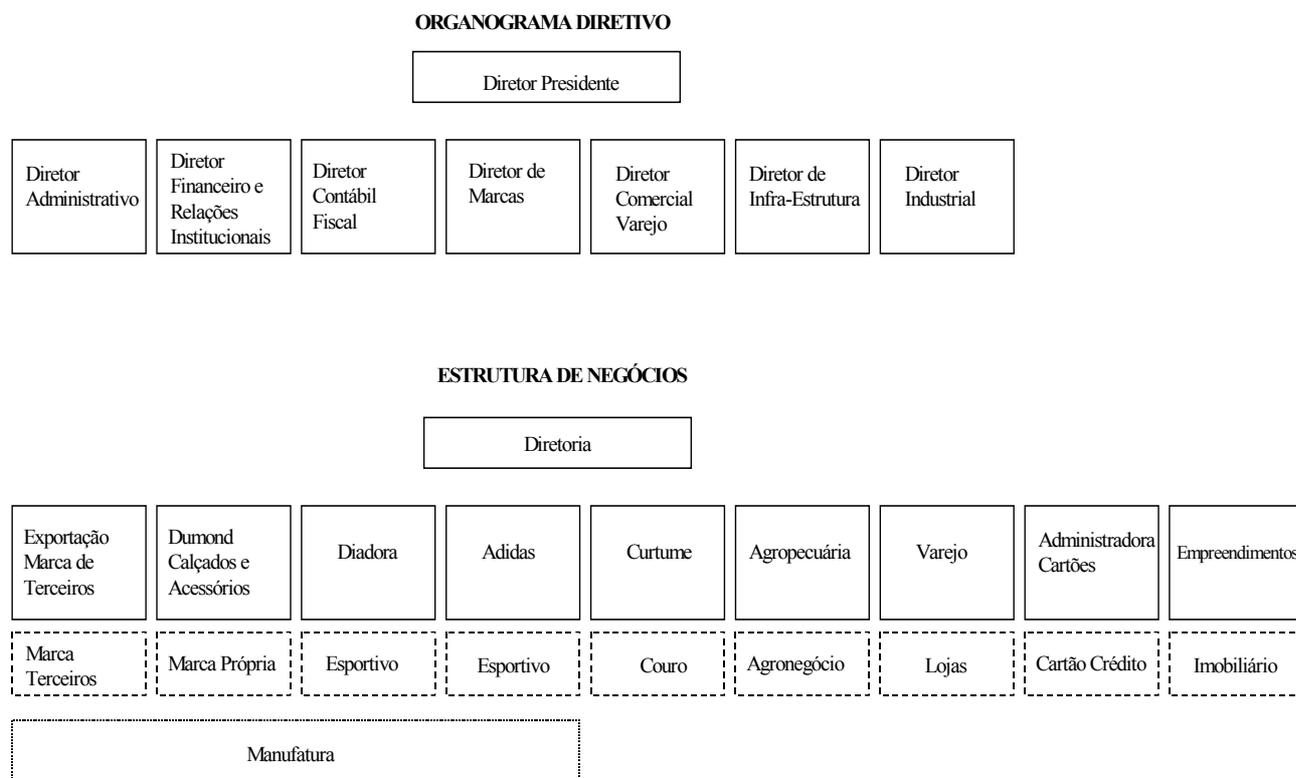 ORGANOGRAMA DIRETIVO
Diretor Presidente
Diretor
Administrativo
Diretor
Financeiro e
Relações
Institucionais
Diretor
Contábil
Fiscal
Diretor de
Marcas
Diretor
Comercial
Varejo
Diretor de
Infra-Estrutura
Diretor
Industrial
ESTRUTURA DE NEGÓCIOS
Diretoria
Exportação
Marca de
Terceiros
Dumond
Calçados e
Acessórios
Diadora
Adidas
Curtume
Agropecuária
Varejo
Administradora
Cartões
Empreendimentos
Marca
Terceiros
Marca Própria
Esportivo
Esportivo
Couro
Agronegócio
Lojas
Cartão Crédito
Imobiliário
Manufatura